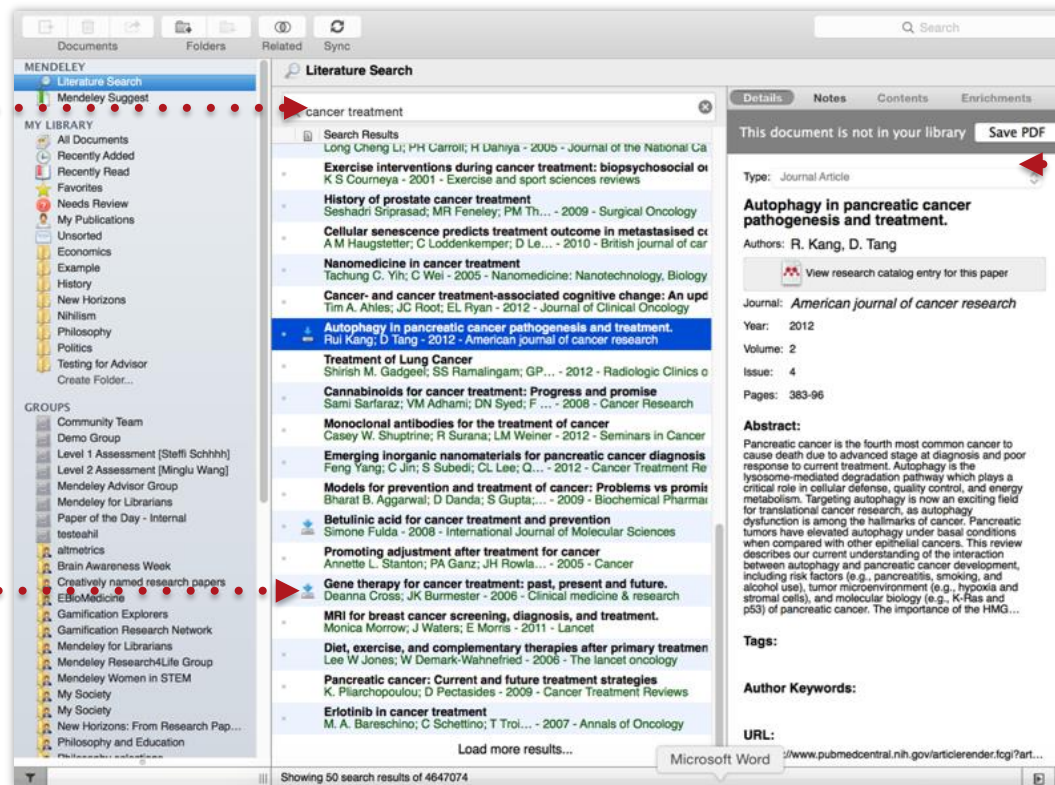 Documents
Folders
Related
Sync
Search
MENDELEY
Literature Search
Mendeley Suggest
MY LIBRARY
All Documents
Recently Added
Recently Read
Favorites
Needs Review
My Publications
Unsorted
Economics
Example
History
New Horizons
Nihilism
Philosophy
Politics
Testing for Advisor
Create Folder...
GROUPS
Community Team
Demo Group
Level 1 Assessment [Steffi Schhhh]
Level 2 Assessment [Minglu Wang]
Mendeley Advisor Group
Mendeley for Librarians
Paper of the Day - Internal
testeahil
altmetrics
Brain Awareness Week
Creatively named research papers
EBioMedicine
Gamification Explorers
Gamification Research Network
Mendeley for Librarians
Mendeley Research4Life Group
Mendeley Women in STEM
My Society
My Society
New Horizons: From Research Pap...
Philosophy and Education
Literature Search
cancer treatment
Search Results
Long Cheng Li; PR Carroll; R Dahiya - 2005 - Journal of the National Ca
Exercise interventions during cancer treatment: biopsychosocial ou
K S Courneya - 2001 - Exercise and sport sciences reviews
History of prostate cancer treatment
Seshadri Sriprasad; MR Feneley; PM Th... - 2009 - Surgical Oncology
Cellular senescence predicts treatment outcome in metastasised co
A M Haugstetter; C Loddenkemper; D Le... - 2010 - British journal of car
Nanomedicine in cancer treatment
Tachung C. Yih; C Wei - 2005 - Nanomedicine: Nanotechnology, Biology
Cancer- and cancer treatment-associated cognitive change: An upd
Tim A. Ahles; JC Root; EL Ryan - 2012 - Journal of Clinical Oncology
Autophagy in pancreatic cancer pathogenesis and treatment.
Rui Kang; D Tang - 2012 - American journal of cancer research
Treatment of Lung Cancer
Shirish M. Gadgeel; SS Ramalingam; GP... - 2012 - Radiologic Clinics o
Cannabinoids for cancer treatment: Progress and promise
Sami Sarfaraz; VM Adhami; DN Syed; F ... - 2008 - Cancer Research
Monoclonal antibodies for the treatment of cancer
Casey W. Shuptrine; R Surana; LM Weiner - 2012 - Seminars in Cancer
Emerging inorganic nanomaterials for pancreatic cancer diagnosis
Feng Yang; C Jin; S Subedi; CL Lee; Q... - 2012 - Cancer Treatment Re
Models for prevention and treatment of cancer: Problems vs promis
Bharat B. Aggarwal; D Danda; S Gupta;... - 2009 - Biochemical Pharmac
Betulinic acid for cancer treatment and prevention
Simone Fulda - 2008 - International Journal of Molecular Sciences
Promoting adjustment after treatment for cancer
Annette L. Stanton; PA Ganz; JH Rowla... - 2005 - Cancer
Gene therapy for cancer treatment: past, present and future.
Deanna Cross; JK Burmester - 2006 - Clinical medicine & research
MRI for breast cancer screening, diagnosis, and treatment.
Monica Morrow; J Waters; E Morris - 2011 - Lancet
Diet, exercise, and complementary therapies after primary treatmen
Lee W Jones; W Demark-Wahnefried - 2006 - The lancet oncology
Pancreatic cancer: Current and future treatment strategies
K. Pliarchopoulou; D Pectasides - 2009 - Cancer Treatment Reviews
Erlotinib in cancer treatment
M. A. Bareschino; C Schettino; T Troi... - 2007 - Annals of Oncology
Load more results...
Showing 50 search results of 4647074
Details
Notes
Contents
Enrichments
This document is not in your library
Save PDF
Type: Journal Article
Autophagy in pancreatic cancer
pathogenesis and treatment.
Authors: R. Kang, D. Tang
View research catalog entry for this paper
Journal: American journal of cancer research
Year: 2012
Volume: 2
Issue: 4
Pages: 383-96
Abstract:
Pancreatic cancer is the fourth most common cancer to
cause death due to advanced stage at diagnosis and poor
response to current treatment. Autophagy is the
lysosome-mediated degradation pathway which plays a
critical role in cellular defense, quality control, and energy
metabolism. Targeting autophagy is now an exciting field
for translational cancer research, as autophagy
dysfunction is among the hallmarks of cancer. Pancreatic
tumors have elevated autophagy under basal conditions
when compared with other epithelial cancers. This review
describes our current understanding of the interaction
between autophagy and pancreatic cancer development,
including risk factors (e.g., pancreatitis, smoking, and
alcohol use), tumor microenvironment (e.g., hypoxia and
stromal cells), and molecular biology (e.g., K-Ras and
p53) of pancreatic cancer. The importance of the HMG...
Tags:
Author Keywords:
URL:
//www.pubmedcentral.nih.gov/articlerender.fcgi?art...
Microsoft Word